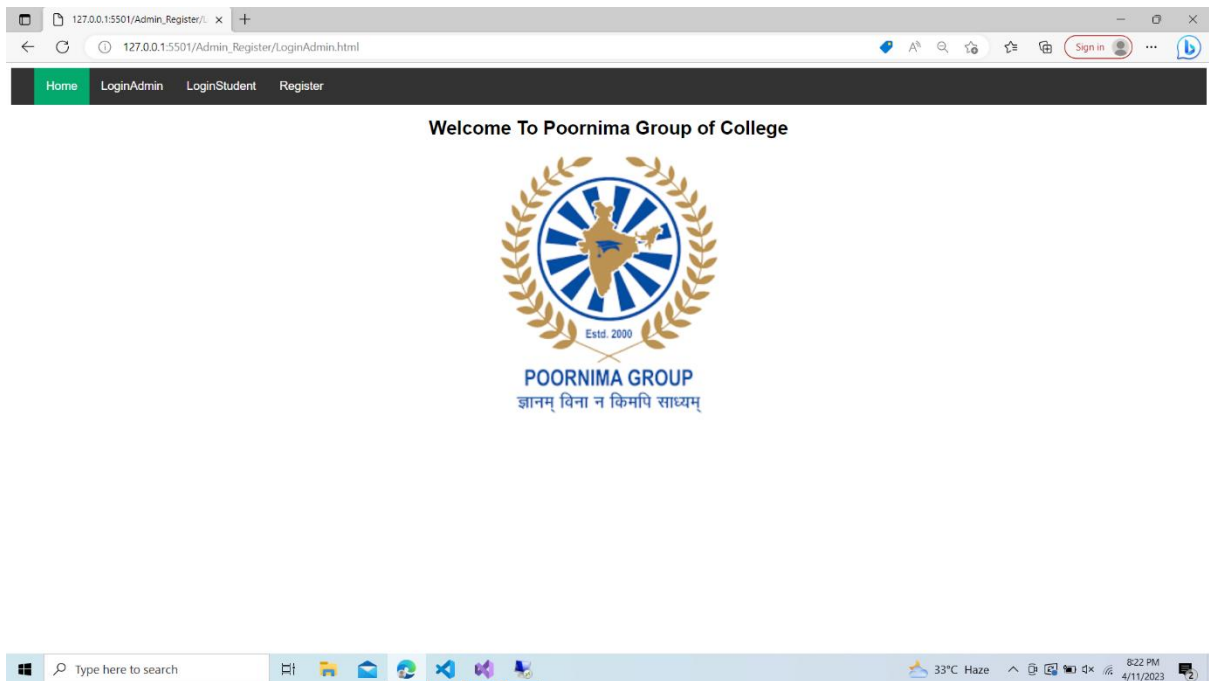 127.0.0.1:5501/Admin_Register/L
127.0.0.1:5501/Admin_Register/LoginAdmin.html
Sign in
Home LoginAdmin LoginStudent Register
Welcome To Poornima Group of College
Estd. 2000
POORNIMA GROUP
ज्ञानम् विना न किमपि साध्यम्
Type here to search
33°C Haze
8:22 PM
4/11/2023
2